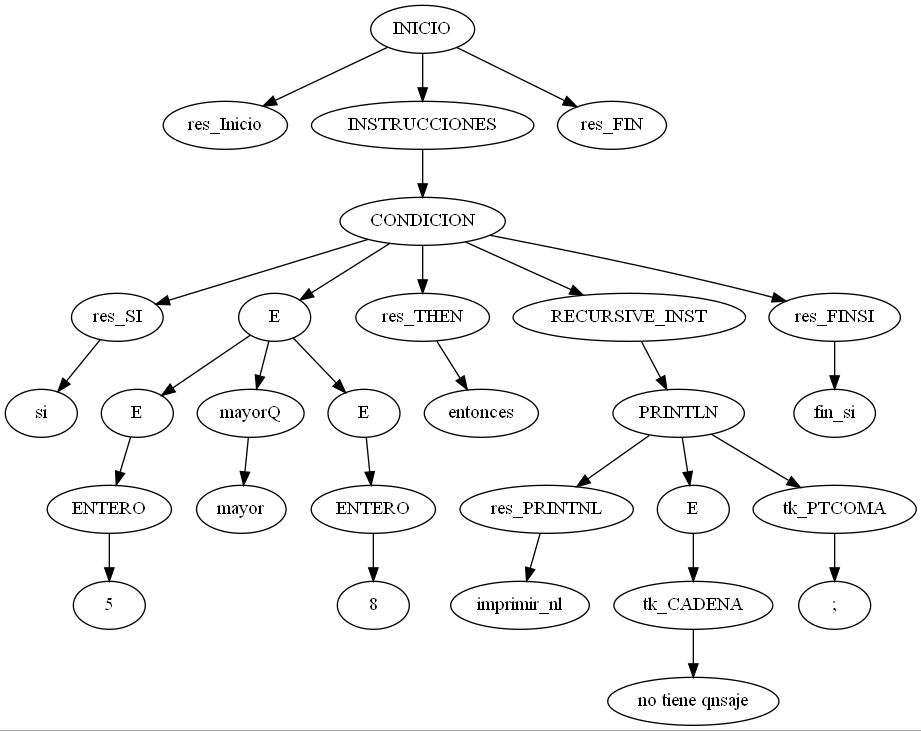 INICIO
res_Inicio
INSTRUCCIONES
res_FIN
CONDICION
res_SI
E
res_THEN
RECURSIVE_INST
res_FINSI
si
E
mayorQ
E
entonces
PRINTLN
fin_si
ENTERO
mayor
ENTERO
res_PRINTNL
E
tk_PTCOMA
5
8
imprimir_nl
tk_CADENA
;
no tiene qnsaje